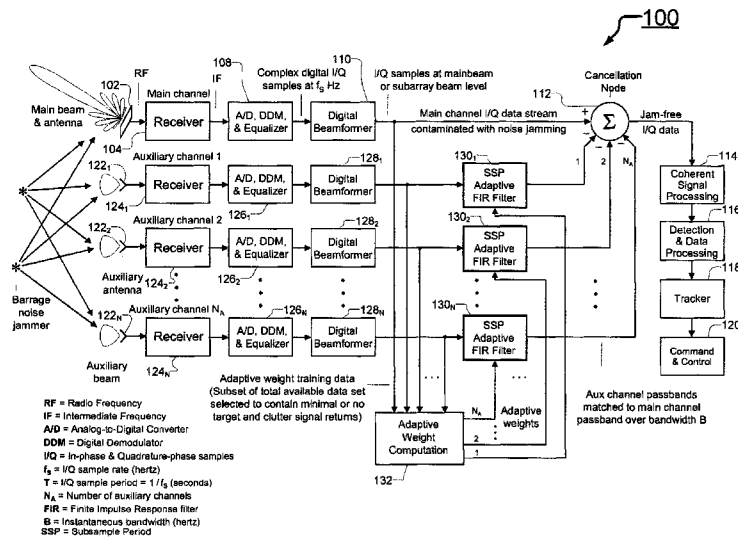 100
102
RF
Main channel
IF
108
Complex digital I/Q
samples
at fs Hz
110
I/Q samples at mainbeam
or subarray beam level
Cancellation
Node
112
Main beam
& antenna
Receiver
104
A/D, DDM,
& Equalizer
Digital
Beamformer
Main channel I/Q data stream
contaminated with noise jamming
+
Σ
Jam-free
I/Q data
1
2
NA
114
Coherent
Signal
Processing
Auxiliary channel 1
122₁
124₁
Receiver
A/D, DDM,
& Equalizer
126₁
128₁
Digital
Beamformer
130₁
SSP
Adaptive
FIR Filter
116
Detection
& Data
Processing
Auxiliary channel 2
122₂
Receiver
124₂
A/D, DDM,
& Equalizer
126₂
128₂
Digital
Beamformer
130₂
SSP
Adaptive
FIR Filter
118
Tracker
Auxiliary
antenna
Barrage
noise
jammer
Auxiliary channel NA
122N
Receiver
124N
126N
A/D, DDM,
& Equalizer
128N
Digital
Beamformer
130N
SSP
Adaptive
FIR Filter
120
Command
& Control
Auxiliary
beam
Adaptive weight training data
(Subset of total available data set
selected to contain minimal or no
target and clutter signal returns)
Aux channel passbands
matched to main channel
passband over bandwidth B
Adaptive
Weight
Computation
132
NA
Adaptive
weights
2
1
RF = Radio Frequency
IF = Intermediate Frequency
A/D = Analog-to-Digital Converter
DDM = Digital Demodulator
I/Q = In-phase & Quadrature-phase samples
fs = I/Q sample rate (hertz)
T = I/Q sample period = 1/fs (seconds)
NA = Number of auxiliary channels
FIR = Finite Impulse Response filter
B = Instantaneous bandwidth (hertz)
SSP = Subsample Period